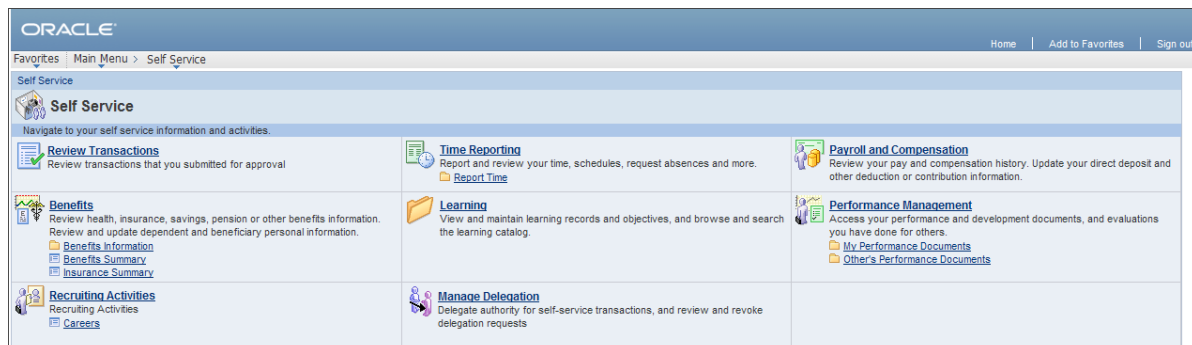 ORACLE
Home | Add to Favorites | Sign out
Favorites Main Menu > Self Service
Self Service
Self Service
Navigate to your self service information and activities.
Review Transactions
Review transactions that you submitted for approval
Time Reporting
Report and review your time, schedules, request absences and more.
Report Time
Payroll and Compensation
Review your pay and compensation history. Update your direct deposit and
other deduction or contribution information.
Benefits
Review health, insurance, savings, pension or other benefits information.
Review and update dependent and beneficiary personal information.
Benefits Information
Benefits Summary
Insurance Summary
Learning
View and maintain learning records and objectives, and browse and search
the learning catalog.
Performance Management
Access your performance and development documents, and evaluations
you have done for others.
My Performance Documents
Other's Performance Documents
Recruiting Activities
Recruiting Activities
Careers
Manage Delegation
Delegate authority for self-service transactions, and review and revoke
delegation requests